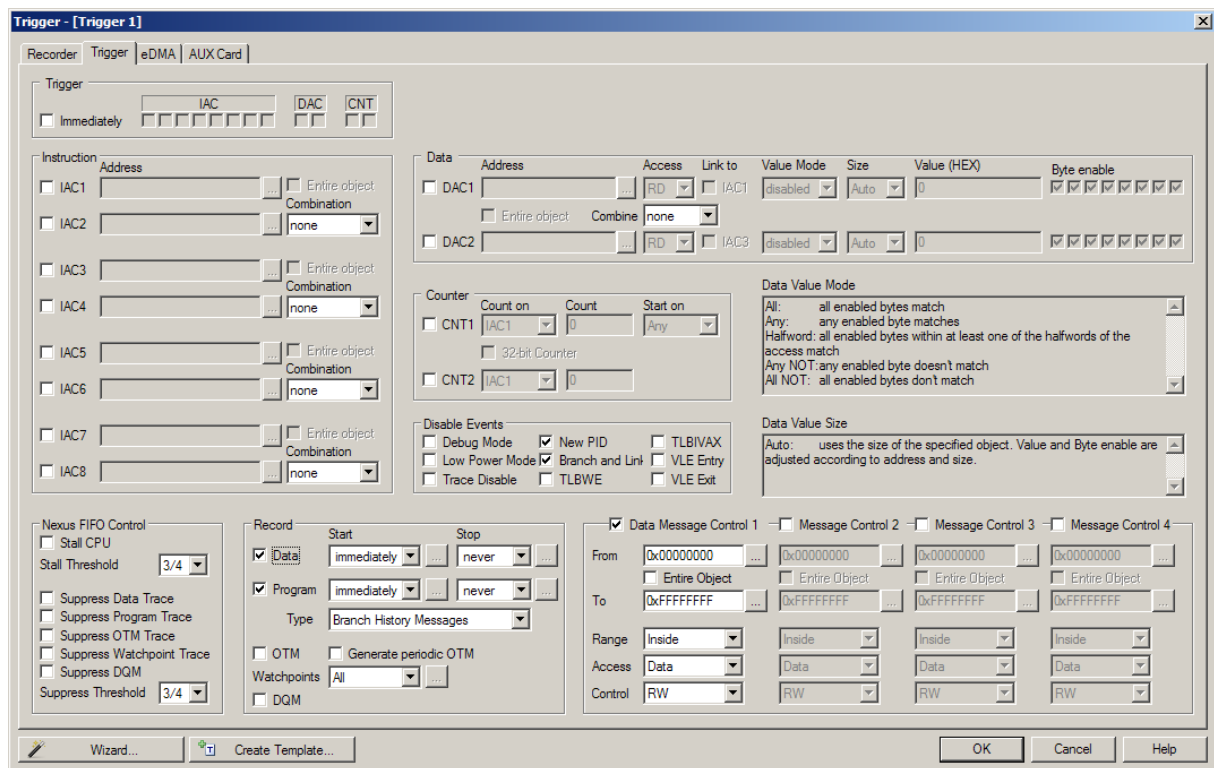 Trigger - [Trigger 1]
Recorder Trigger eDMA AUX Card
Trigger
IAC DAC CNT
Immediately
Instruction
Address
IAC1 ... Entire object
Combination
IAC2 ... none
IAC3 ... Entire object
Combination
IAC4 ... none
IAC5 ... Entire object
Combination
IAC6 ... none
IAC7 ... Entire object
Combination
IAC8 ... none
Data
Address Access Link to Value Mode Size Value (HEX) Byte enable
DAC1 ... RD IAC1 disabled Auto 0
Entire object Combine none
DAC2 ... RD IAC3 disabled Auto 0
Counter
Count on Count Start on
CNT1 IAC1 0 Any
32-bit Counter
CNT2 IAC1 0
Data Value Mode
All: all enabled bytes match
Any: any enabled byte matches
Halfword: all enabled bytes within at least one of the halfwords of the
access match
Any NOT: any enabled byte doesn't match
All NOT: all enabled bytes don't match
Disable Events
Debug Mode New PID TLBIVAX
Low Power Mode Branch and Link VLE Entry
Trace Disable TLBWE VLE Exit
Data Value Size
Auto: uses the size of the specified object. Value and Byte enable are
adjusted according to address and size.
Nexus FIFO Control
Stall CPU
Stall Threshold 3/4
Suppress Data Trace
Suppress Program Trace
Suppress OTM Trace
Suppress Watchpoint Trace
Suppress DQM
Suppress Threshold 3/4
Record
Start Stop
Data immediately ... never ...
Program immediately ... never ...
Type Branch History Messages
OTM Generate periodic OTM
Watchpoints All ...
DQM
Data Message Control 1 Message Control 2 Message Control 3 Message Control 4
From 0x00000000 ... 0x00000000 ... 0x00000000 ... 0x00000000 ...
Entire Object Entire Object Entire Object Entire Object
To 0xFFFFFFFF ... 0xFFFFFFFF ... 0xFFFFFFFF ... 0xFFFFFFFF ...
Range Inside Inside Inside Inside
Access Data Data Data Data
Control RW RW RW RW
Wizard... Create Template... OK Cancel Help